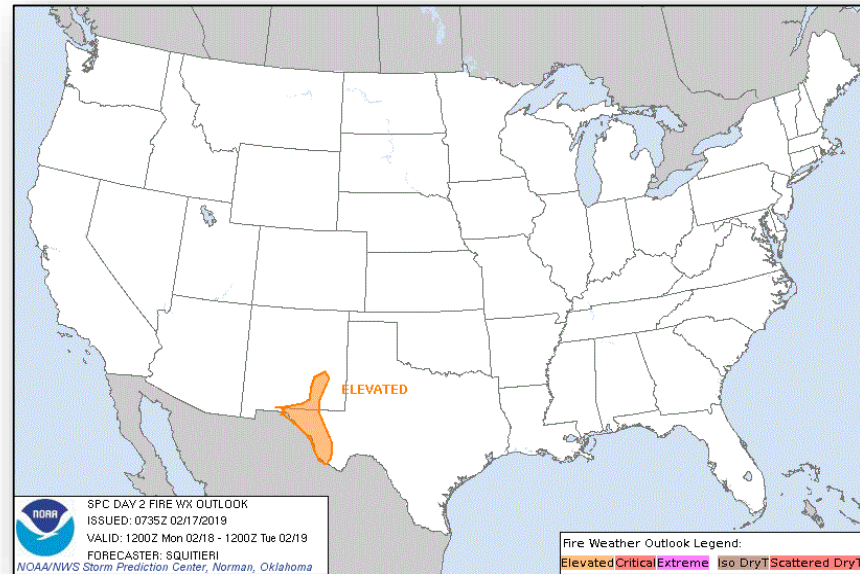 ELEVATED
NOAA
SPC DAY 2 FIRE WX OUTLOOK
ISSUED: 0735Z 02/17/2019
VALID: 1200Z Mon 02/18 - 1200Z Tue 02/19
FORECASTER: SQUITIERI
NOAA/NWS Storm Prediction Center, Norman, Oklahoma
Fire Weather Outlook Legend:
Elevated Critical Extreme Iso DryT Scattered DryT